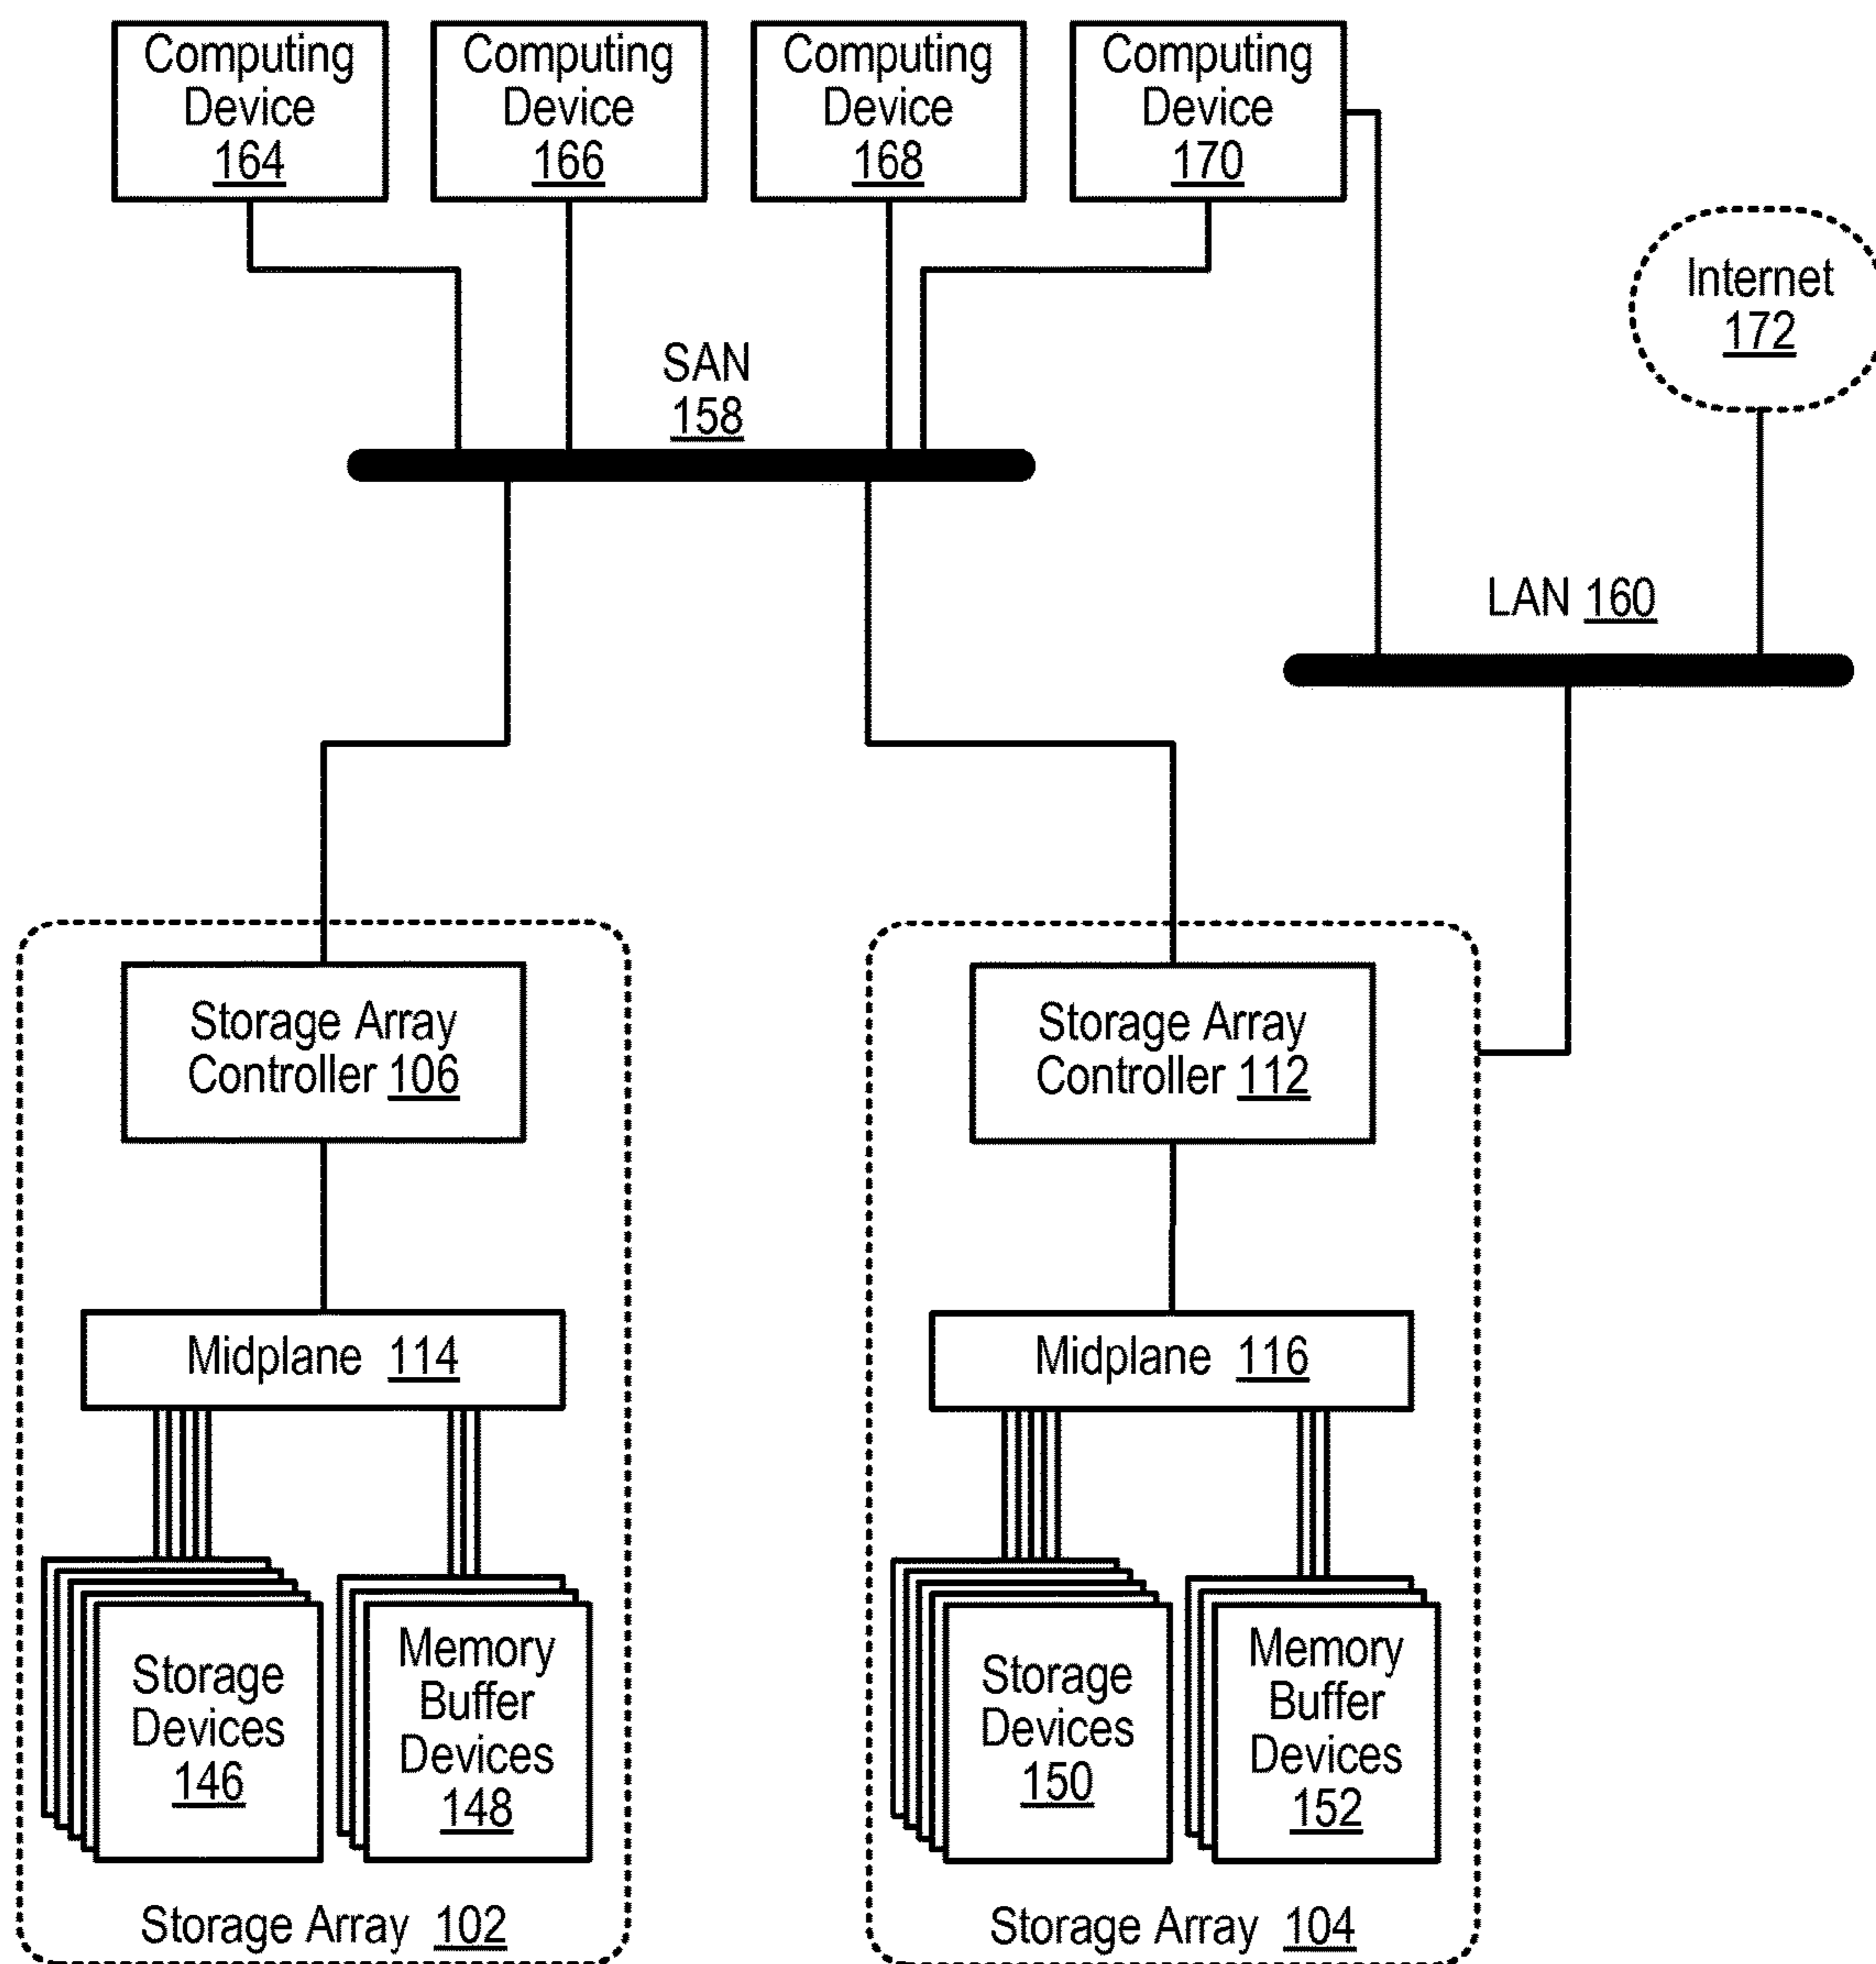 Computing
Device
164
Computing
Device
166
Computing
Device
168
Computing
Device
170
Internet
172
SAN
158
LAN 160
Storage Array
Controller 106
Storage Array
Controller 112
Midplane 114
Midplane 116
Storage
Devices
146
Memory
Buffer
Devices
148
Storage
Devices
150
Memory
Buffer
Devices
152
Storage Array 102
Storage Array 104